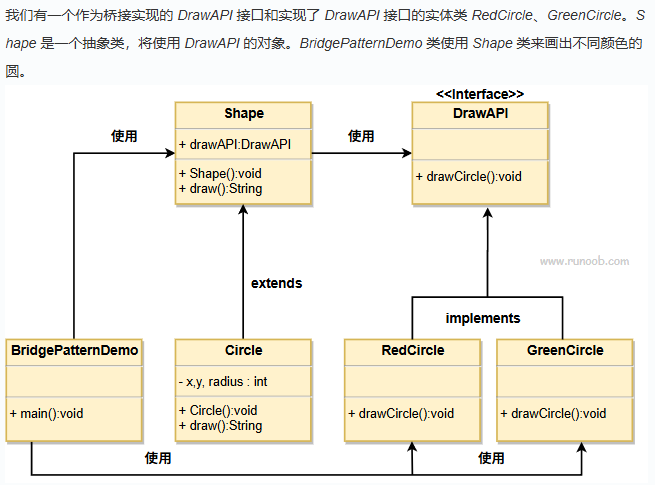 我们有一个作为桥接实现的 DrawAPI 接口和实现了 DrawAPI 接口的实体类 RedCircle、GreenCircle。S
hape 是一个抽象类，将使用 DrawAPI 的对象。BridgePatternDemo 类使用 Shape 类来画出不同颜色的
圆。
<<Interface>>
Shape
DrawAPI
使用
使用
+ drawAPI:DrawAPI
+ Shape():void
+ draw():String
+ drawCircle():void
www.runoob.com
extends
implements
BridgePatternDemo
Circle
RedCircle
GreenCircle
- x,y, radius : int
+ main():void
+ Circle():void
+ draw():String
+ drawCircle():void
+ drawCircle():void
使用
使用